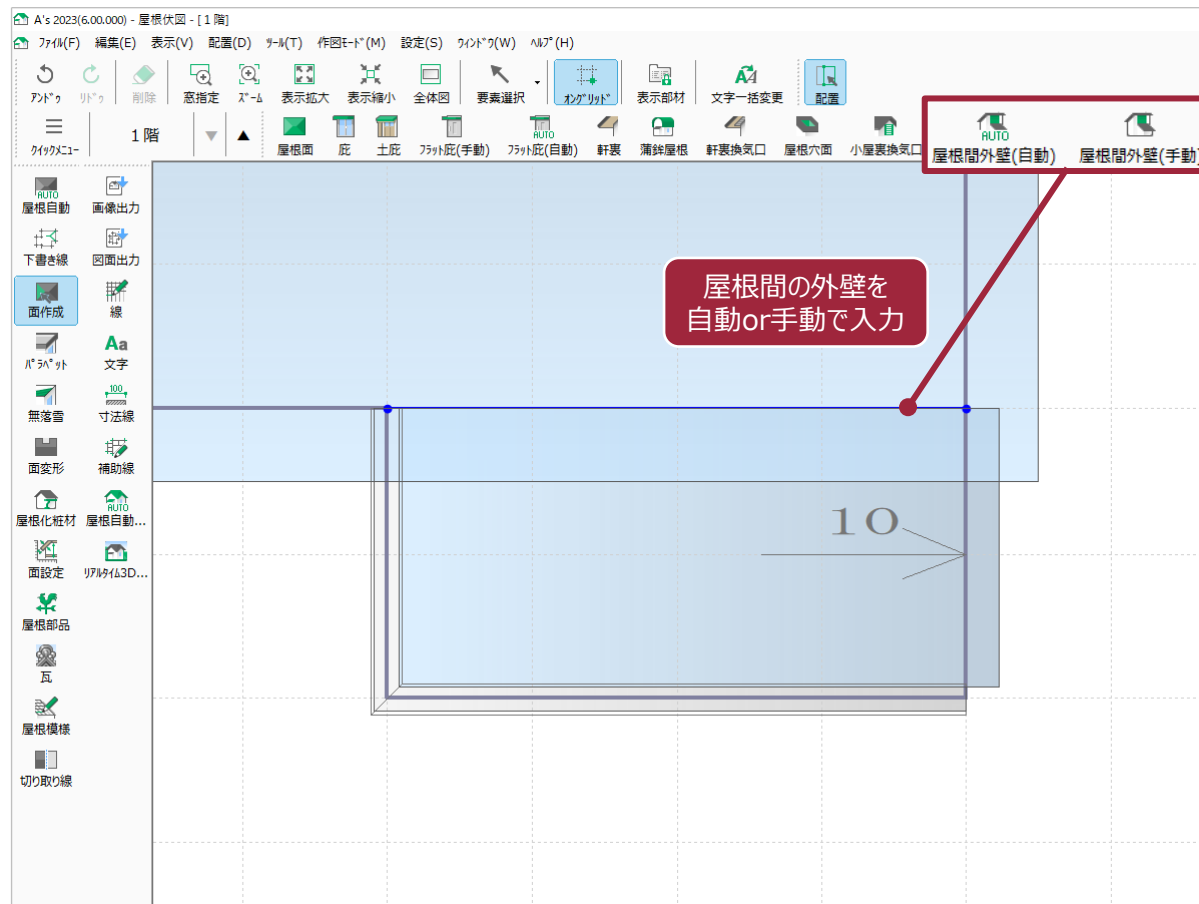 A's 2023(6.00.000) - 屋根伏図 - [1階]
ﾌｧｲﾙ(F) 編集(E) 表示(V) 配置(D) ﾂｰﾙ(T) 作図ﾓｰﾄﾞ(M) 設定(S) ｳｨﾝﾄﾞｳ(W) ﾍﾙﾌﾟ(H)
ｱﾝﾄﾞｩ ﾘﾄﾞｩ 削除 窓指定 ｽﾞｰﾑ 表示拡大 表示縮小 全体図 要素選択 ｵﾝｸﾞﾘｯﾄﾞ 表示部材 文字一括変更 配置
ｸｲｯｸﾒﾆｭｰ 1階 屋根面 庇 土庇 ﾌﾗｯﾄ庇(手動) AUTO ﾌﾗｯﾄ庇(自動) 軒裏 蒲鉾屋根 軒裏換気口 屋根穴面 小屋裏換気口 AUTO 屋根間外壁(自動) 屋根間外壁(手動)
AUTO
屋根自動 画像出力
下書き線 図面出力
面作成 線
ﾊﾟﾗﾍﾟｯﾄ Aa 文字
無落雪 100 寸法線
面変形 補助線
屋根化粧材 AUTO 屋根自動...
面設定 ﾘｱﾙﾀｲﾑ3D...
屋根部品
瓦
屋根模様
切り取り線
屋根間の外壁を
自動or手動で入力
10